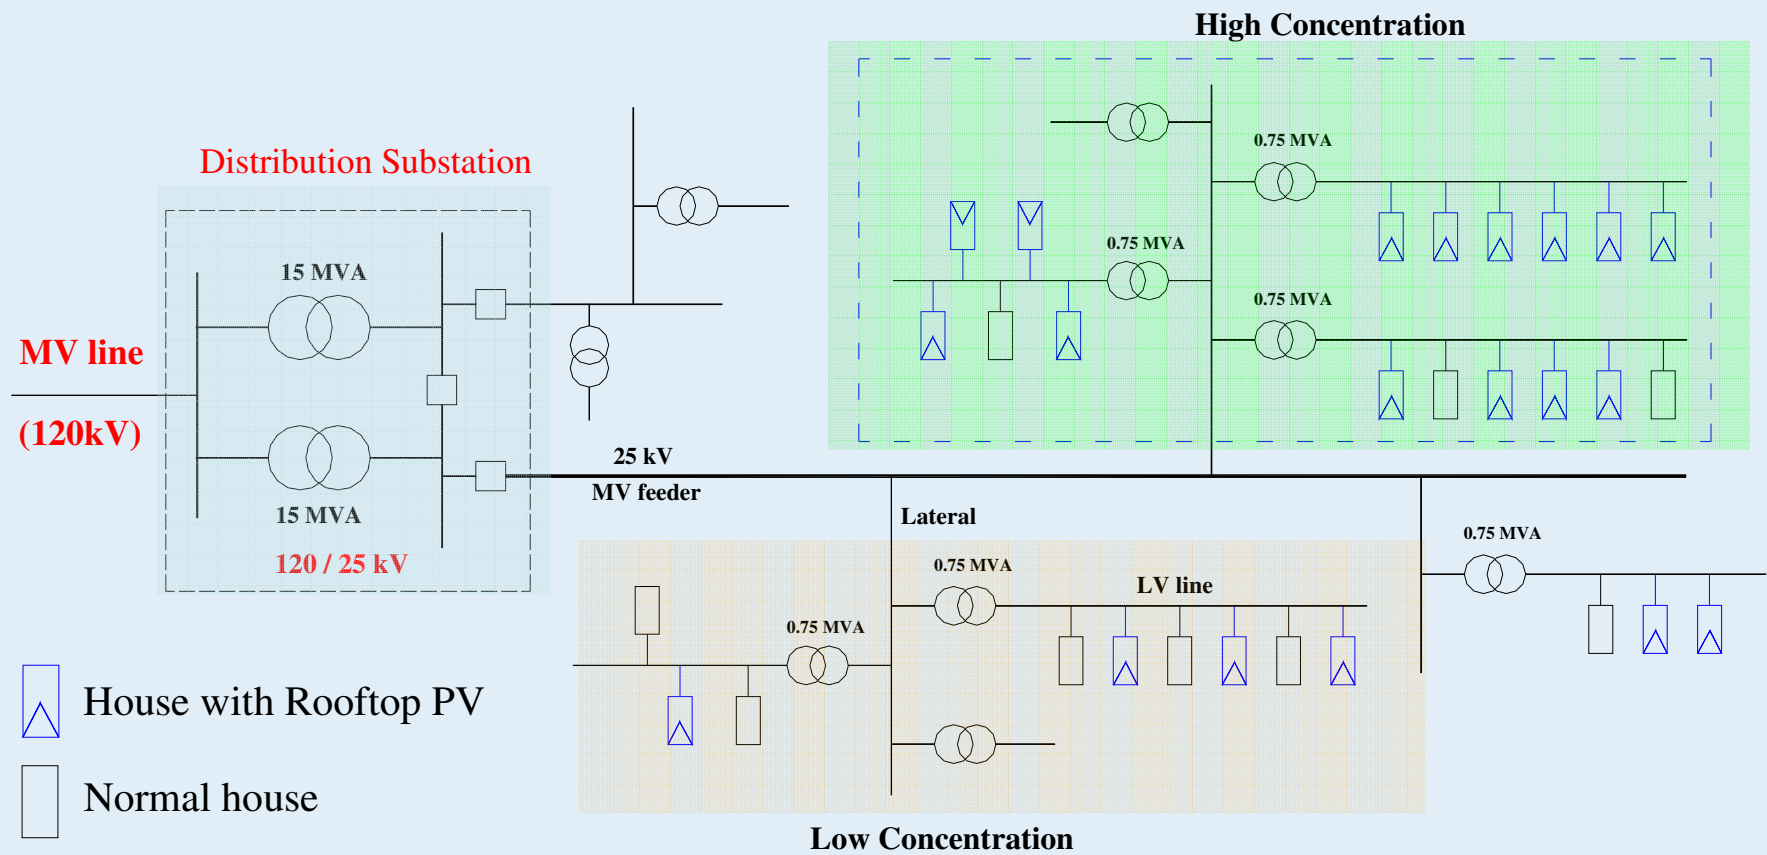 High Concentration
0.75 MVA
Distribution Substation
0.75 MVA
15 MVA
0.75 MVA
MV line
(120kV)
25 kV
MV feeder
15 MVA
Lateral
0.75 MVA
120 / 25 kV
0.75 MVA
LV line
0.75 MVA
House with Rooftop PV
Normal house
Low Concentration